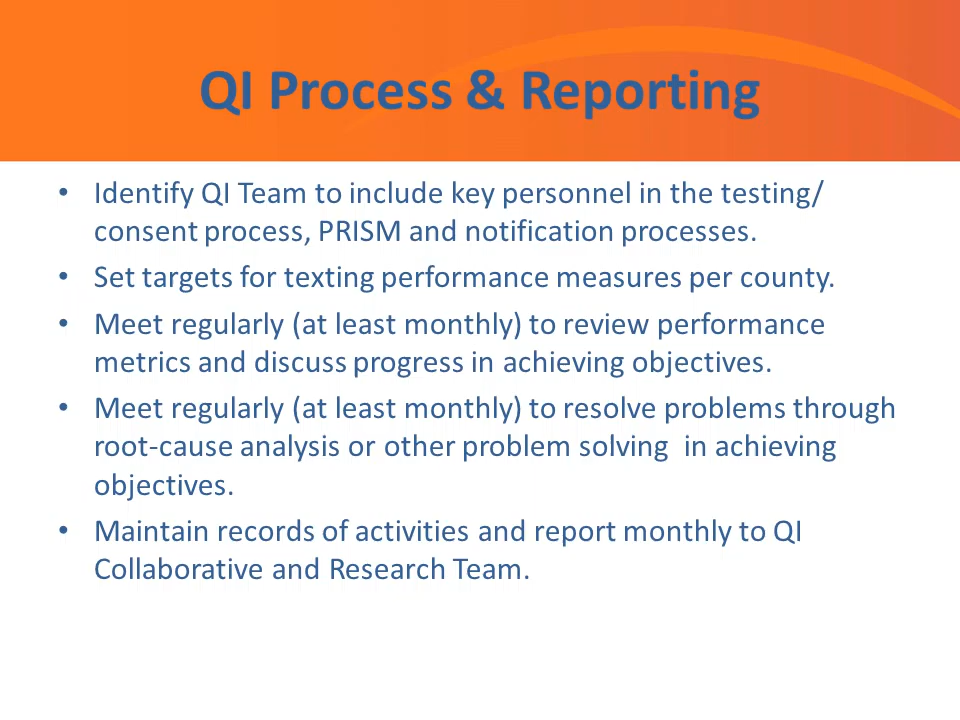 QI Process & Reporting
• Identify QI Team to include key personnel in the testing/
consent process, PRISM and notification processes.
• Set targets for texting performance measures per county.
• Meet regularly (at least monthly) to review performance
metrics and discuss progress in achieving objectives.
• Meet regularly (at least monthly) to resolve problems through
root-cause analysis or other problem solving  in achieving
objectives.
• Maintain records of activities and report monthly to QI
Collaborative and Research Team.